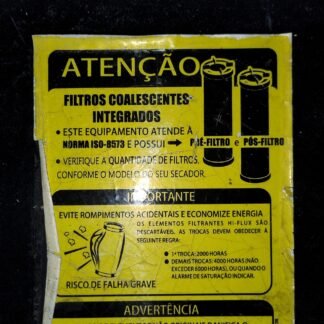 ATENÇÃO
FILTROS COALESCENTES
INTEGRADOS
• ESTE EQUIPAMENTO ATENDE À
NORMA ISO-8573 E POSSUI → PRÉ-FILTRO e PÓS-FILTRO
• VERIFIQUE A QUANTIDADE DE FILTROS,
CONFORME O MODELO DO SEU SECADOR.
IMPORTANTE
EVITE ROMPIMENTOS ACIDENTAIS E ECONOMIZE ENERGIA
OS ELEMENTOS FILTRANTES HI-FLUX SÃO
DESCARTÁVEIS. AS TROCAS DEVEM OBEDECER À
SEGUINTE REGRA:
• 1ª TROCA: 2000 HORAS
• DEMAIS TROCAS: 4000 HORAS (NÃO
EXCEDER 6000 HORAS), OU QUANDO O
ALARME DE SATURAÇÃO INDICAR.
RISCO DE FALHA GRAVE
ADVERTÊNCIA